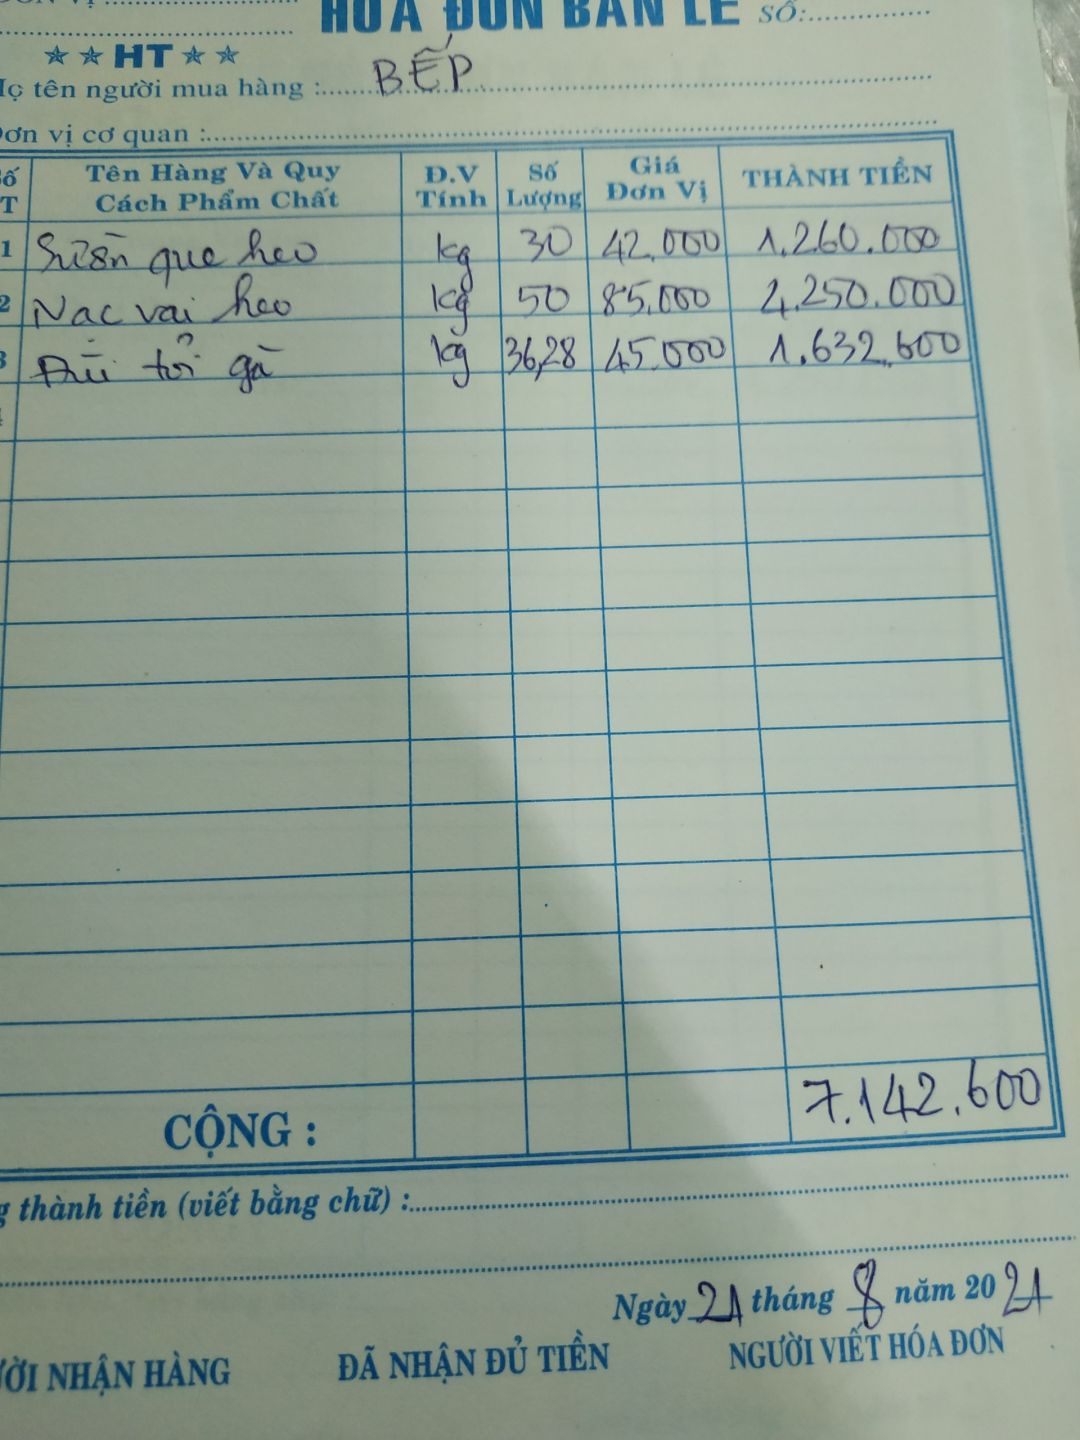 HÓA ĐƠN BÁN LẺ SỐ:
★ ★ HT ★ ★
Họ tên người mua hàng : BẾP
Đơn vị cơ quan :
Số TT Tên Hàng Và Quy Cách Phẩm Chất Đ.V Tính Số Lượng Giá Đơn Vị THÀNH TIỀN
1 Sườn que heo kg 30 42.000 1.260.000
2 Nạc vai heo kg 50 85.000 4.250.000
3 Đùi tỏi gà kg 36,28 45.000 1.632.600
4
CỘNG : 7.142.600
g thành tiền (viết bằng chữ) :
Ngày 21 tháng 8 năm 20 21
ƯỜI NHẬN HÀNG ĐÃ NHẬN ĐỦ TIỀN NGƯỜI VIẾT HÓA ĐƠN